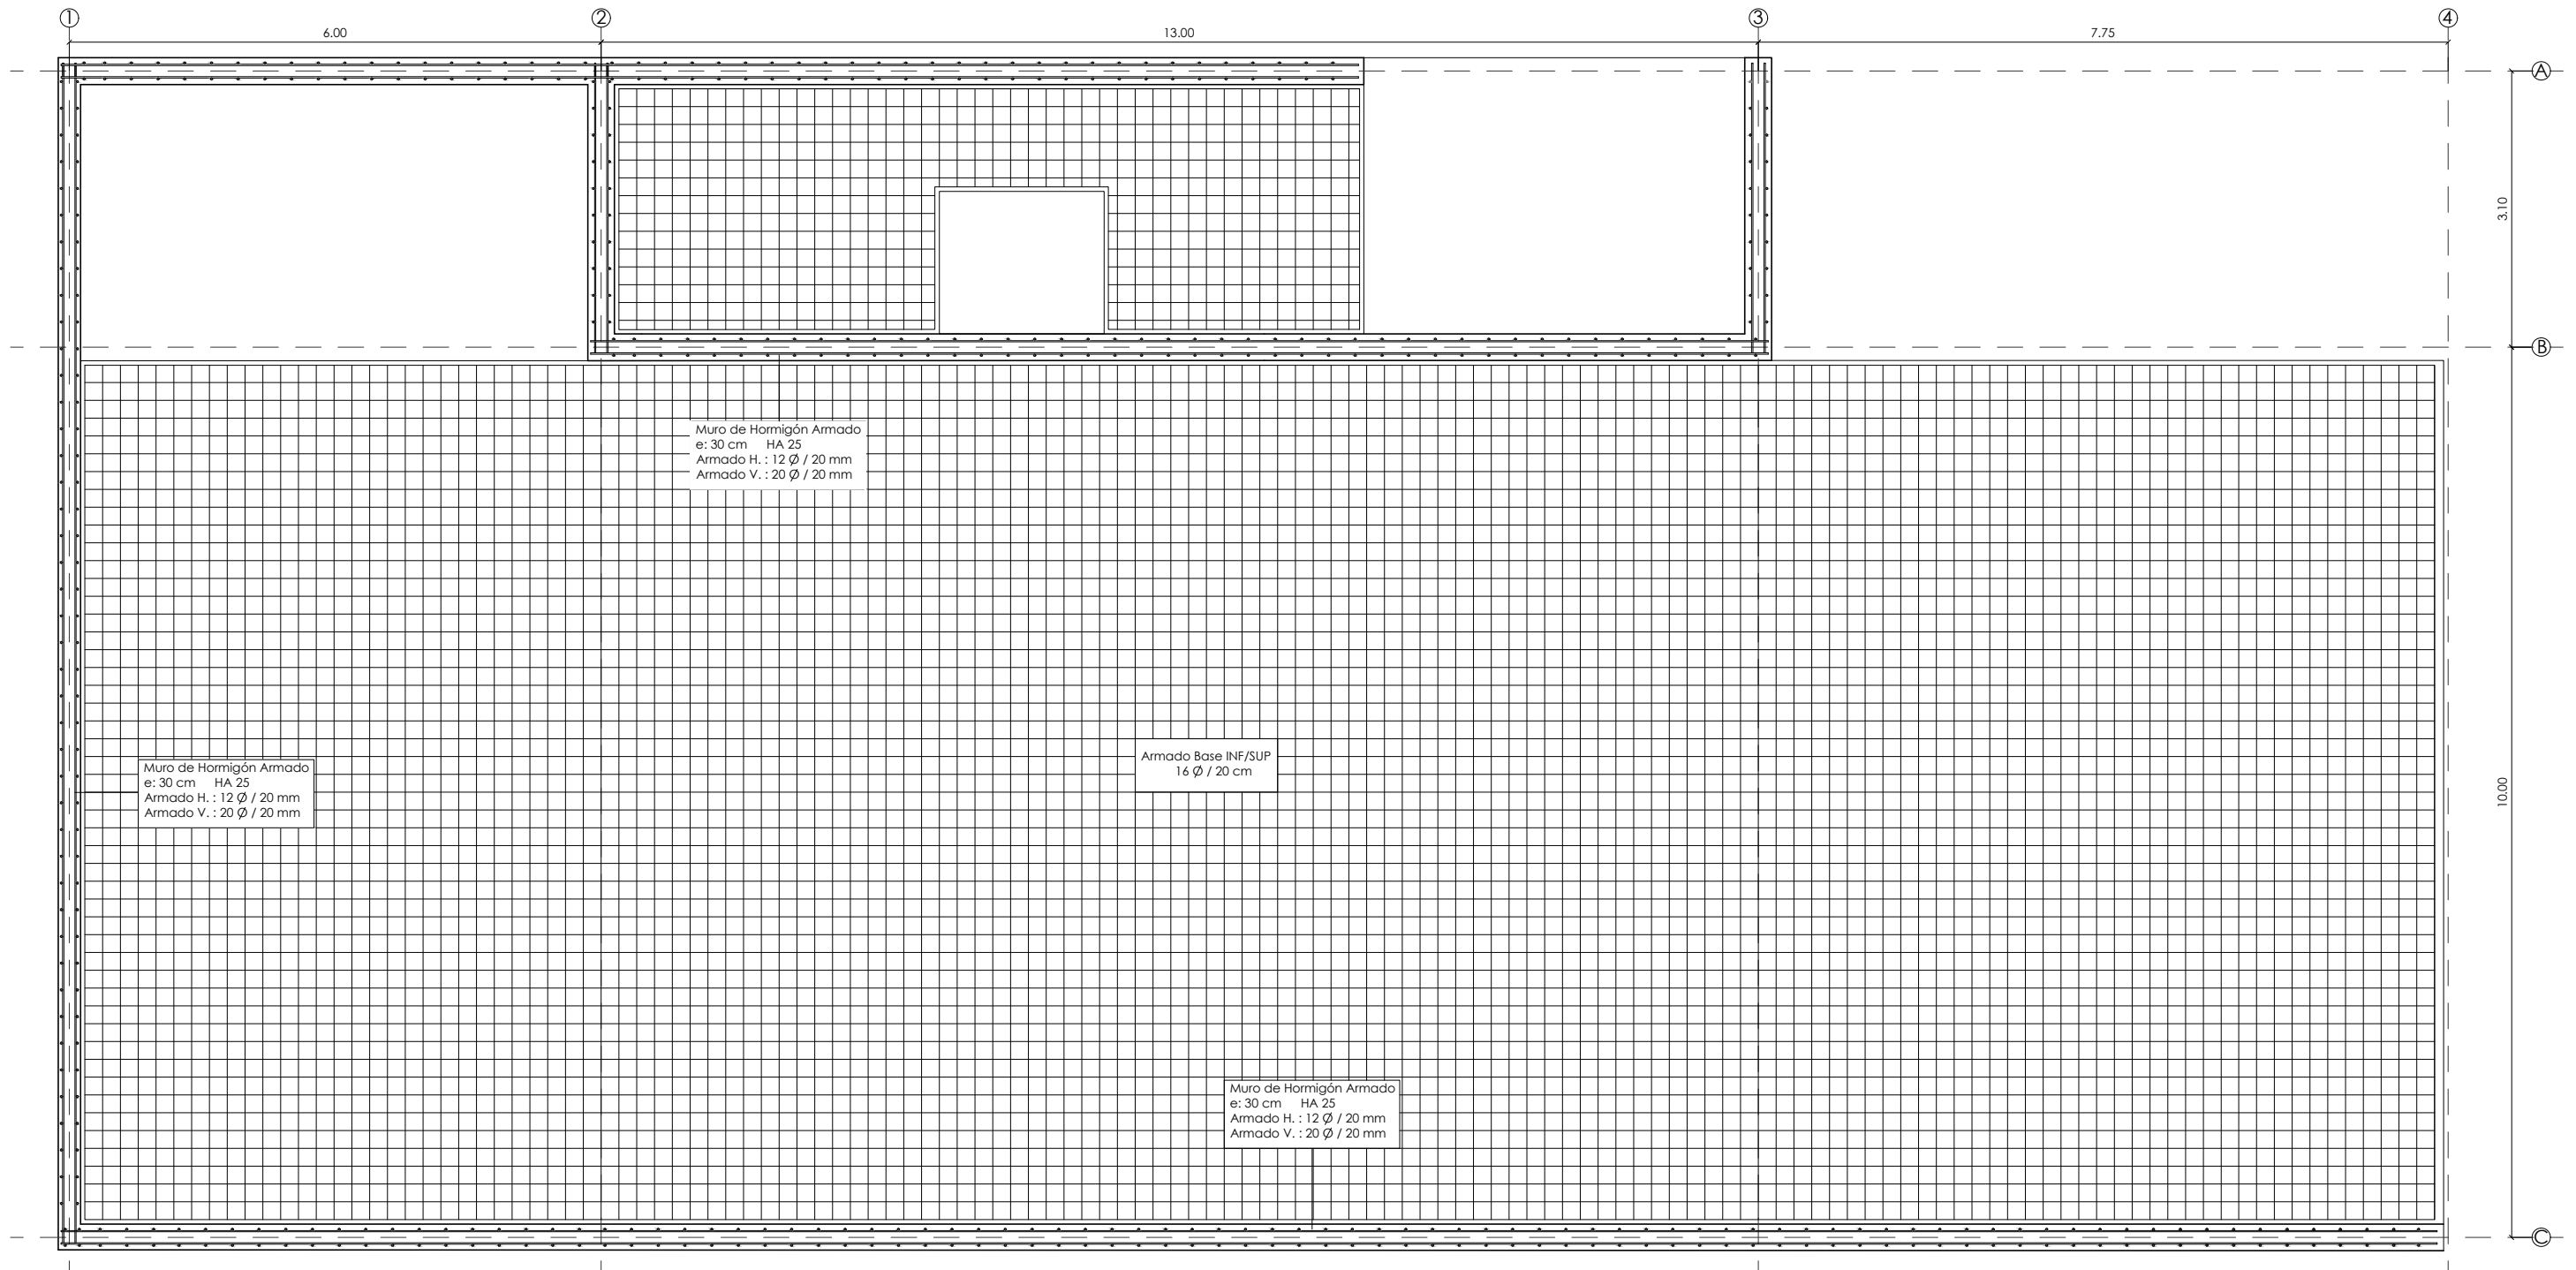 1
2
3
4
6.00
13.00
7.75
A
3.10
B
Muro de Hormigón Armado
e: 30 cm HA 25
Armado H. : 12 Ø / 20 mm
Armado V. : 20 Ø / 20 mm
Armado Base INF/SUP
16 Ø / 20 cm
Muro de Hormigón Armado
e: 30 cm HA 25
Armado H. : 12 Ø / 20 mm
Armado V. : 20 Ø / 20 mm
10.00
Muro de Hormigón Armado
e: 30 cm HA 25
Armado H. : 12 Ø / 20 mm
Armado V. : 20 Ø / 20 mm
C